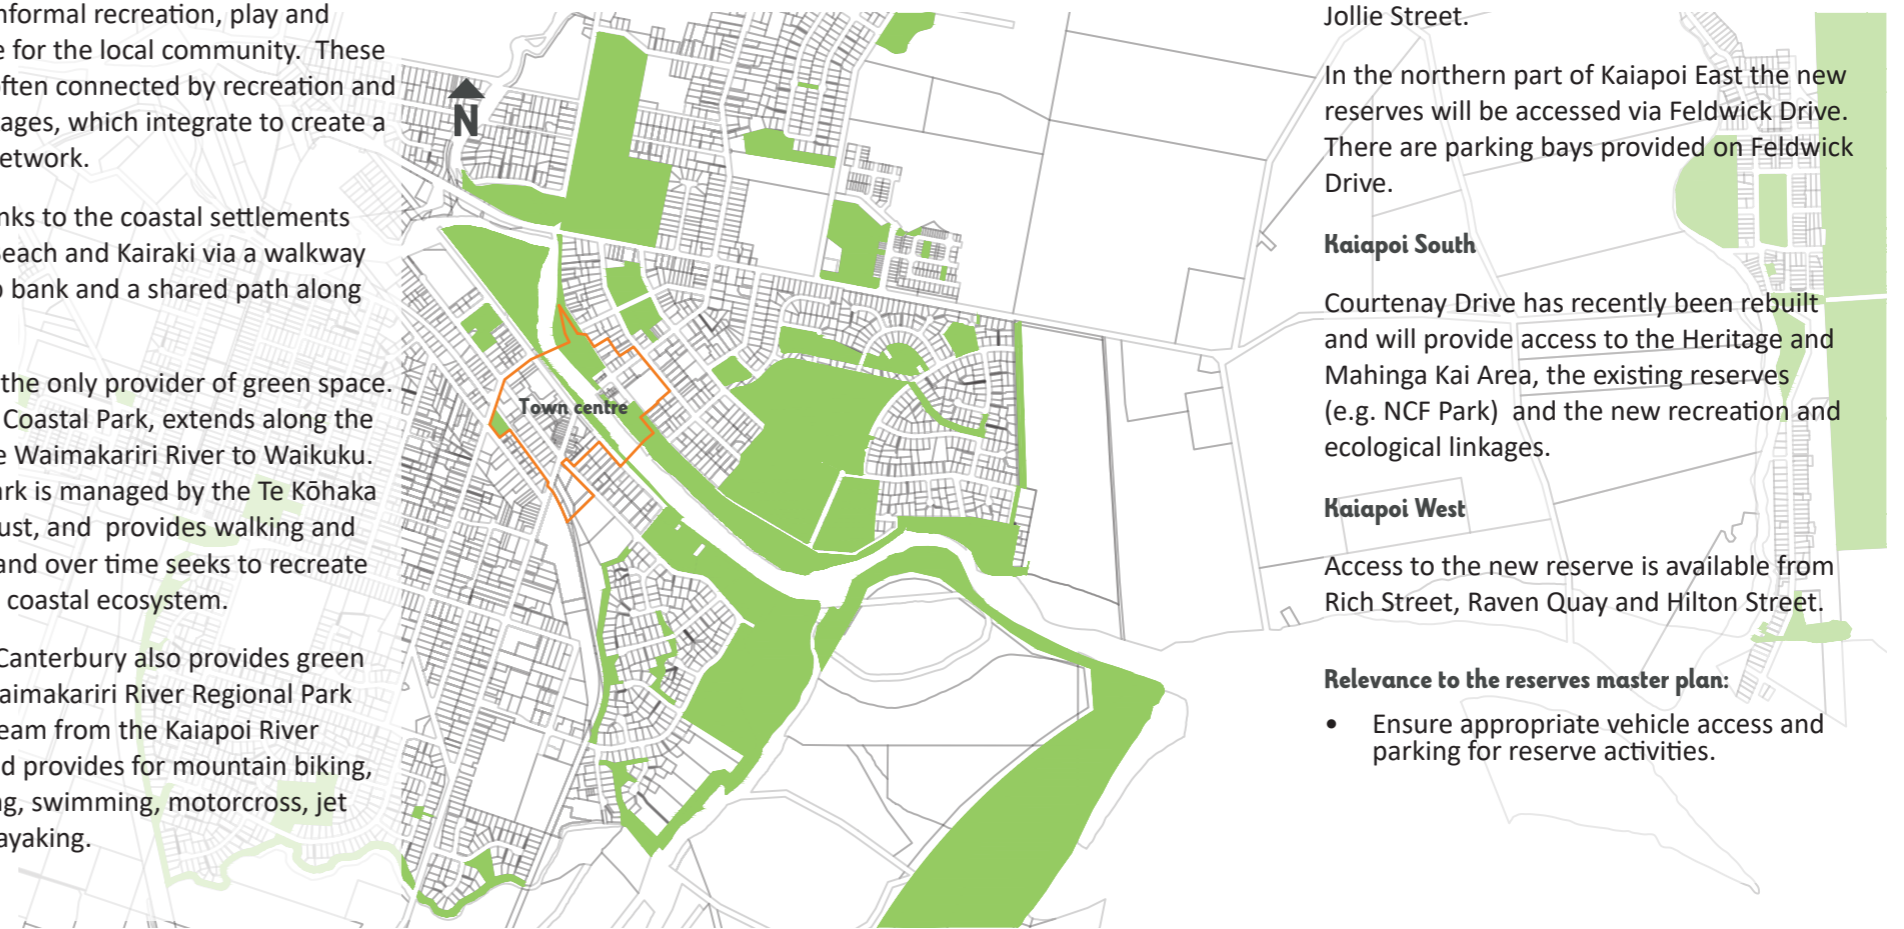 nformal recreation, play and
e for the local community. These
often connected by recreation and
ages, which integrate to create a
etwork.
nks to the coastal settlements
Beach and Kairaki via a walkway
p bank and a shared path along
the only provider of green space.
Coastal Park, extends along the
e Waimakariri River to Waikuku.
ark is managed by the Te Kōhaka
ust, and provides walking and
and over time seeks to recreate
coastal ecosystem.
Canterbury also provides green
aimakariri River Regional Park
eam from the Kaiapoi River
d provides for mountain biking,
ng, swimming, motorcross, jet
ayaking.
N
Town centre
Jollie Street.
In the northern part of Kaiapoi East the new
reserves will be accessed via Feldwick Drive.
There are parking bays provided on Feldwick
Drive.
Kaiapoi South
Courtenay Drive has recently been rebuilt
and will provide access to the Heritage and
Mahinga Kai Area, the existing reserves
(e.g. NCF Park) and the new recreation and
ecological linkages.
Kaiapoi West
Access to the new reserve is available from
Rich Street, Raven Quay and Hilton Street.
Relevance to the reserves master plan:
• Ensure appropriate vehicle access and
parking for reserve activities.